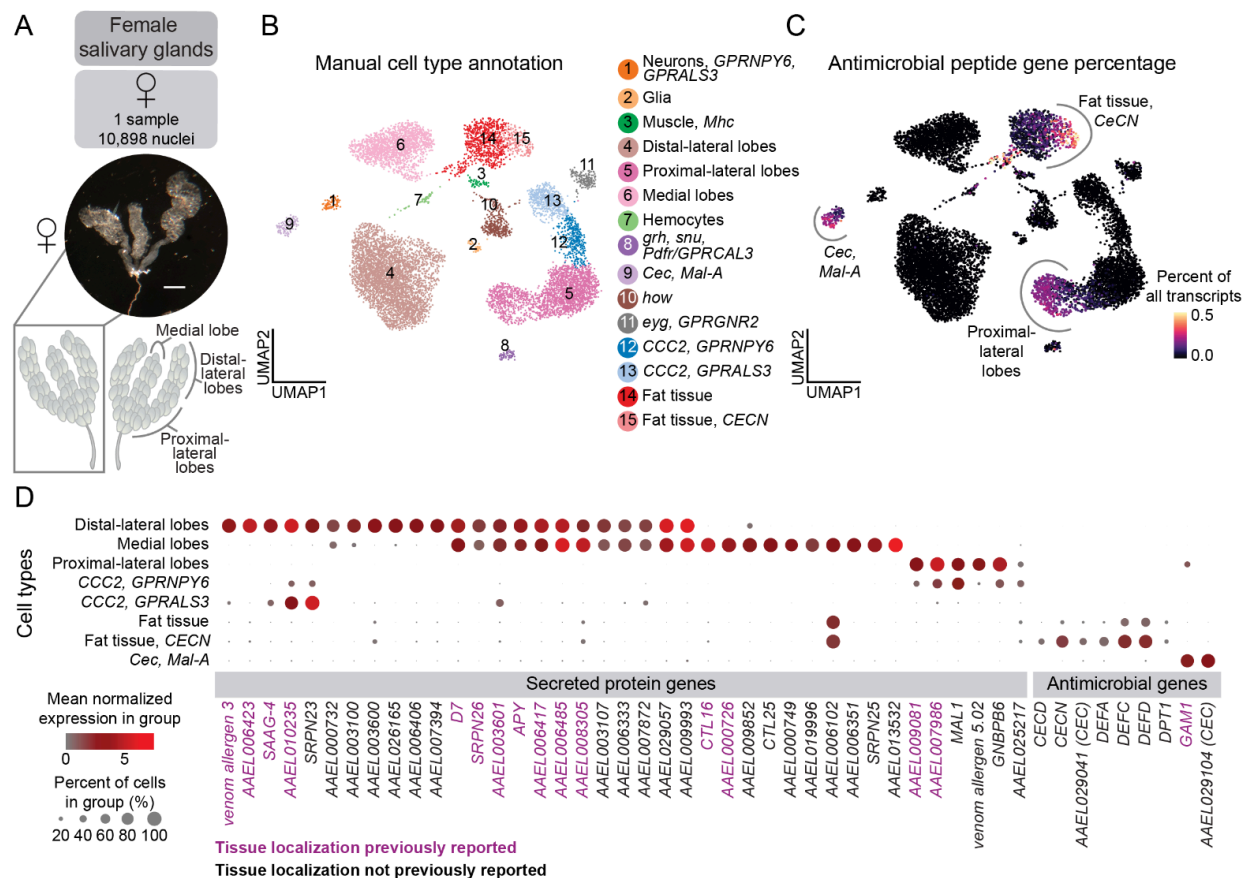 A
Female
salivary glands
♀
1 sample
10,898 nuclei
♀
Medial lobe
Distal-
lateral
lobes
Proximal-
lateral
lobes
B
Manual cell type annotation
1
2
3
4
5
6
7
8
9
10
11
12
13
14
15
UMAP2
UMAP1
1 Neurons, GPRNPY6,
GPRALS3
2 Glia
3 Muscle, Mhc
4 Distal-lateral lobes
5 Proximal-lateral lobes
6 Medial lobes
7 Hemocytes
8 grh, snu,
Pdfr/GPRCAL3
9 Cec, Mal-A
10 how
11 eyg, GPRGNR2
12 CCC2, GPRNPY6
13 CCC2, GPRALS3
14 Fat tissue
15 Fat tissue, CECN
C
Antimicrobial peptide gene percentage
Fat tissue,
CeCN
Cec,
Mal-A
Proximal-
lateral
lobes
Percent of
all transcripts
0.5
0.0
UMAP2
UMAP1
D
Cell types
Distal-lateral lobes
Medial lobes
Proximal-lateral lobes
CCC2, GPRNPY6
CCC2, GPRALS3
Fat tissue
Fat tissue, CECN
Cec, Mal-A
Secreted protein genes
Antimicrobial genes
venom allergen 3
AAEL006423
SAAG-4
AAEL010235
SRPN23
AAEL000732
AAEL003100
AAEL003600
AAEL026165
AAEL006406
AAEL007394
D7
SRPN26
AAEL003601
APY
AAEL006417
AAEL006485
AAEL008305
AAEL003107
AAEL006333
AAEL007872
AAEL029057
AAEL009993
CTL16
AAEL000726
AAEL009852
CTL25
AAEL000749
AAEL019996
AAEL006102
AAEL006351
SRPN25
AAEL013532
AAEL009081
AAEL007986
MAL1
venom allergen 5.02
GNBPB6
AAEL025217
CECD
CECN
AAEL029041 (CEC)
DEFA
DEFC
DEFD
DPT1
GAM1
AAEL029104 (CEC)
Mean normalized
expression in group
0 5
Percent of cells
in group (%)
20 40 60 80 100
Tissue localization previously reported
Tissue localization not previously reported